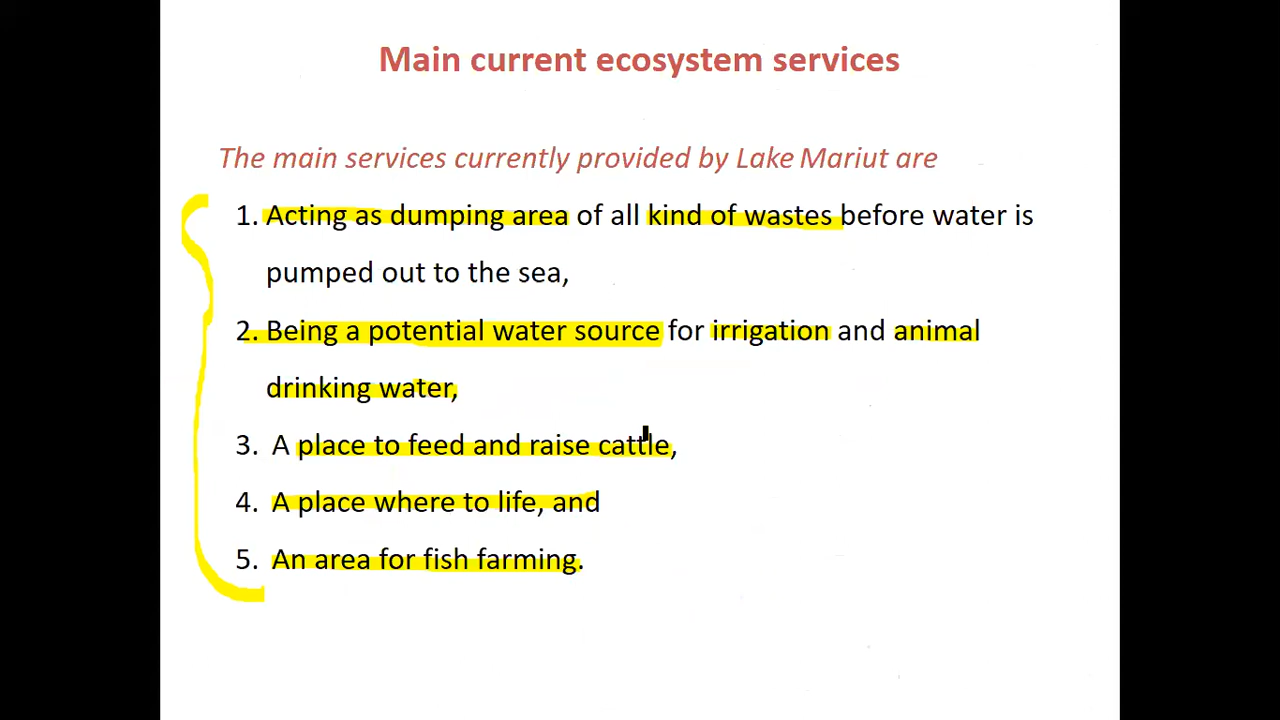 Main current ecosystem services
The main services currently provided by Lake Mariut are
1. Acting as dumping area of all kind of wastes before water is
pumped out to the sea,
2. Being a potential water source for irrigation and animal
drinking water,
3. A place to feed and raise cattle,
4. A place where to life, and
5. An area for fish farming.